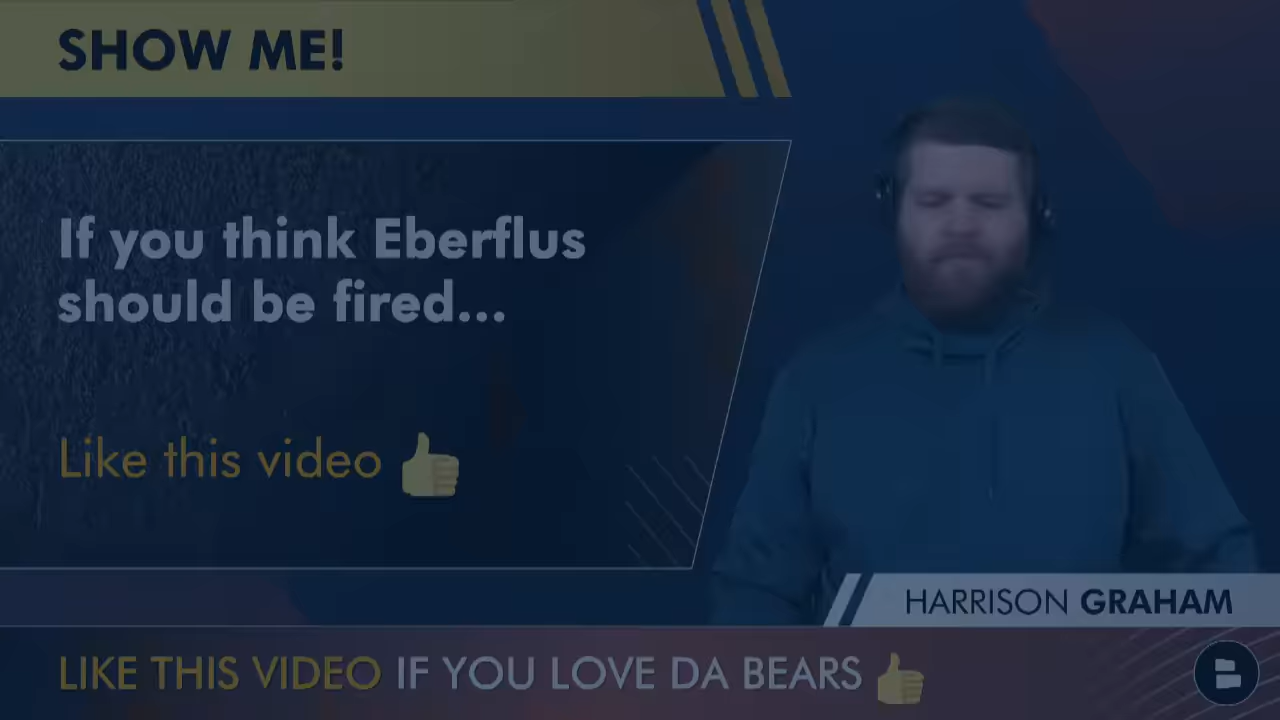 SHOW ME!
If you think Eberflus
should be fired...
Like this video 👍
HARRISON GRAHAM
LIKE THIS VIDEO IF YOU LOVE DA BEARS 👍